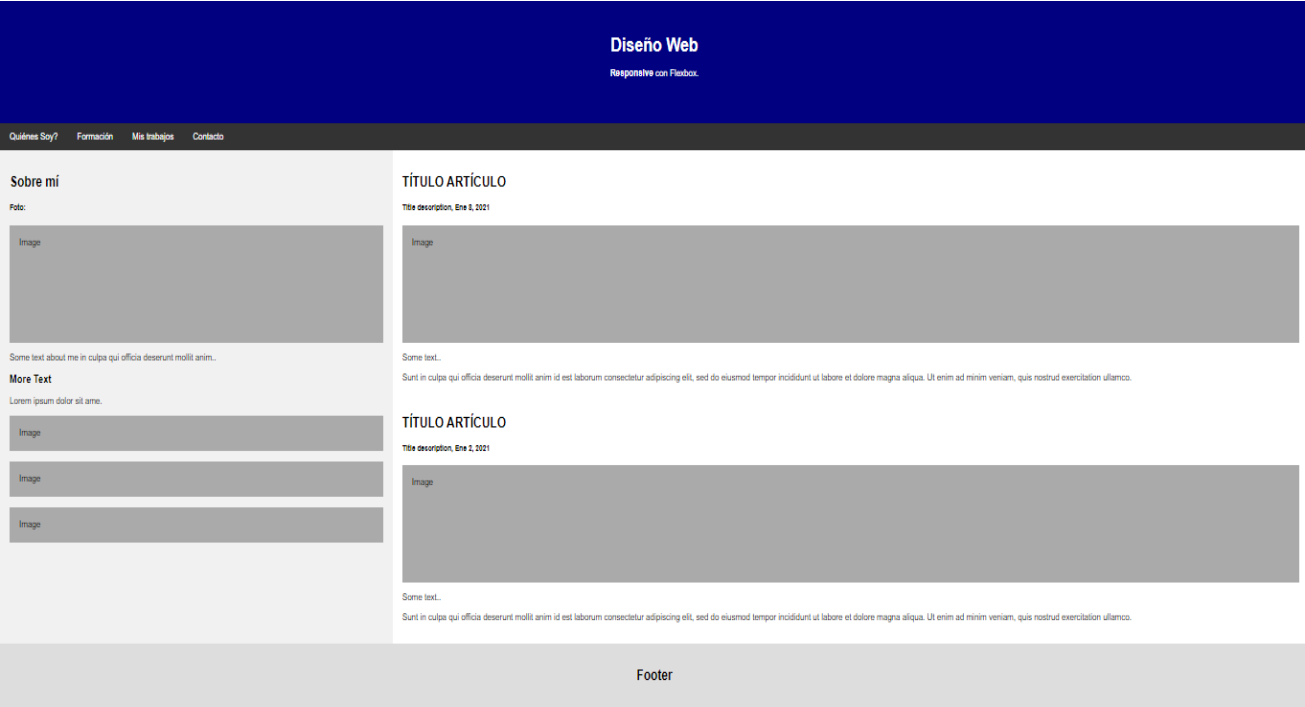 Diseño Web
Responsive con Flexbox.
Quiénes Soy? Formación Mis trabajos Contacto
Sobre mí
Foto:
Image
Some text about me in culpa qui officia deserunt mollit anim..
More Text
Lorem ipsum dolor sit ame.
Image
Image
Image
TÍTULO ARTÍCULO
Title description, Ene 3, 2021
Image
Some text..
Sunt in culpa qui officia deserunt mollit anim id est laborum consectetur adipiscing elit, sed do eiusmod tempor incididunt ut labore et dolore magna aliqua. Ut enim ad minim veniam, quis nostrud exercitation ullamco.
TÍTULO ARTÍCULO
Title description, Ene 2, 2021
Image
Some text..
Sunt in culpa qui officia deserunt mollit anim id est laborum consectetur adipiscing elit, sed do eiusmod tempor incididunt ut labore et dolore magna aliqua. Ut enim ad minim veniam, quis nostrud exercitation ullamco.
Footer